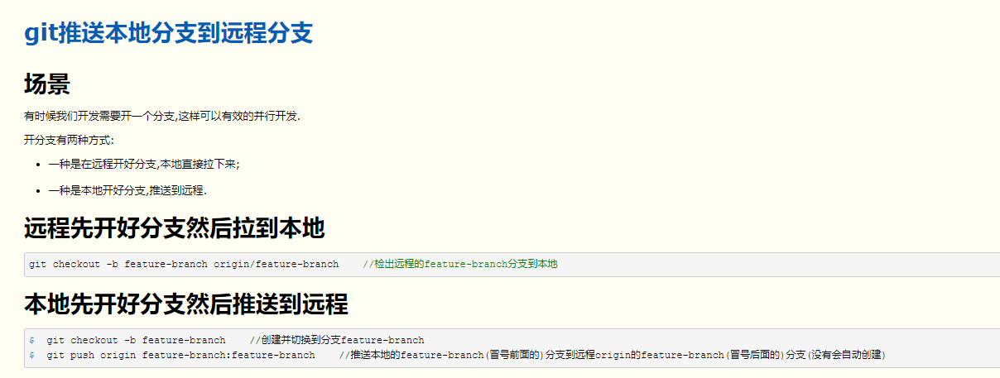 git推送本地分支到远程分支
场景
有时候我们开发需要开一个分支,这样可以有效的并行开发.
开分支有两种方式:
• 一种是在远程开好分支,本地直接拉下来;
• 一种是本地开好分支,推送到远程.
远程先开好分支然后拉到本地
git checkout -b feature-branch origin/feature-branch    //检出远程的feature-branch分支到本地
本地先开好分支然后推送到远程
$  git checkout -b feature-branch    //创建并切换到分支feature-branch
$  git push origin feature-branch:feature-branch    //推送本地的feature-branch(冒号前面的)分支到远程origin的feature-branch(冒号后面的)分支(没有会自动创建)